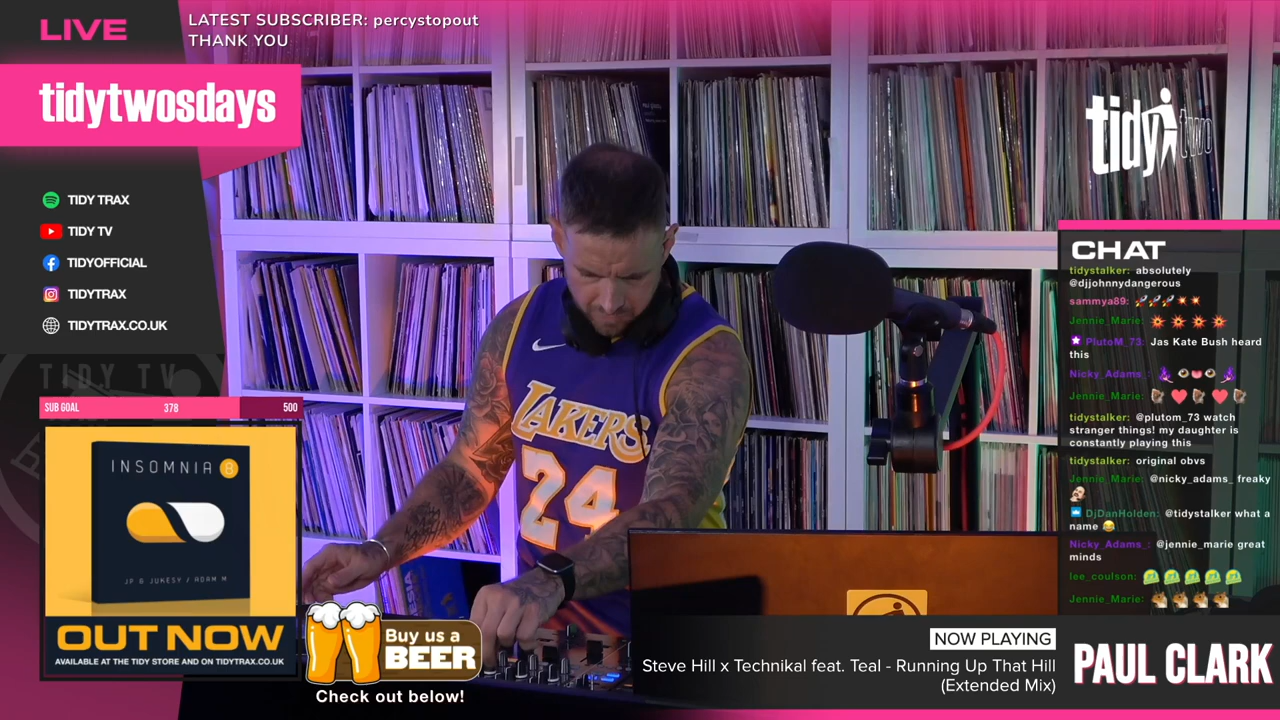 LIVE
LATEST SUBSCRIBER: percystopout
THANK YOU
tidytwosdays
TIDY TRAX
TIDY TV
TIDYOFFICIAL
TIDYTRAX
TIDYTRAX.CO.UK
TIDY TV
SUB GOAL 378 500
INSOMNIA 8
JP & JUKESY / ADAM M
OUT NOW
AVAILABLE AT THE TIDY STORE AND ON TIDYTRAX.CO.UK
Buy us a
BEER
Check out below!
LAKERS
24
tidy two
CHAT
tidystalker: absolutely
@djjohnnydangerous
sammya89:
Jennie_Marie:
PlutoM_73: Jas Kate Bush heard
this
Nicky_Adams_:
Jennie_Marie:
tidystalker: @plutom_73 watch
stranger things! my daughter is
constantly playing this
tidystalker: original obvs
Jennie_Marie: @nicky_adams_ freaky
DjDanHolden: @tidystalker what a
name
Nicky_Adams_: @jennie_marie great
minds
lee_coulson:
Jennie_Marie:
NOW PLAYING
Steve Hill x Technikal feat. Teal - Running Up That Hill
(Extended Mix)
PAUL CLARK